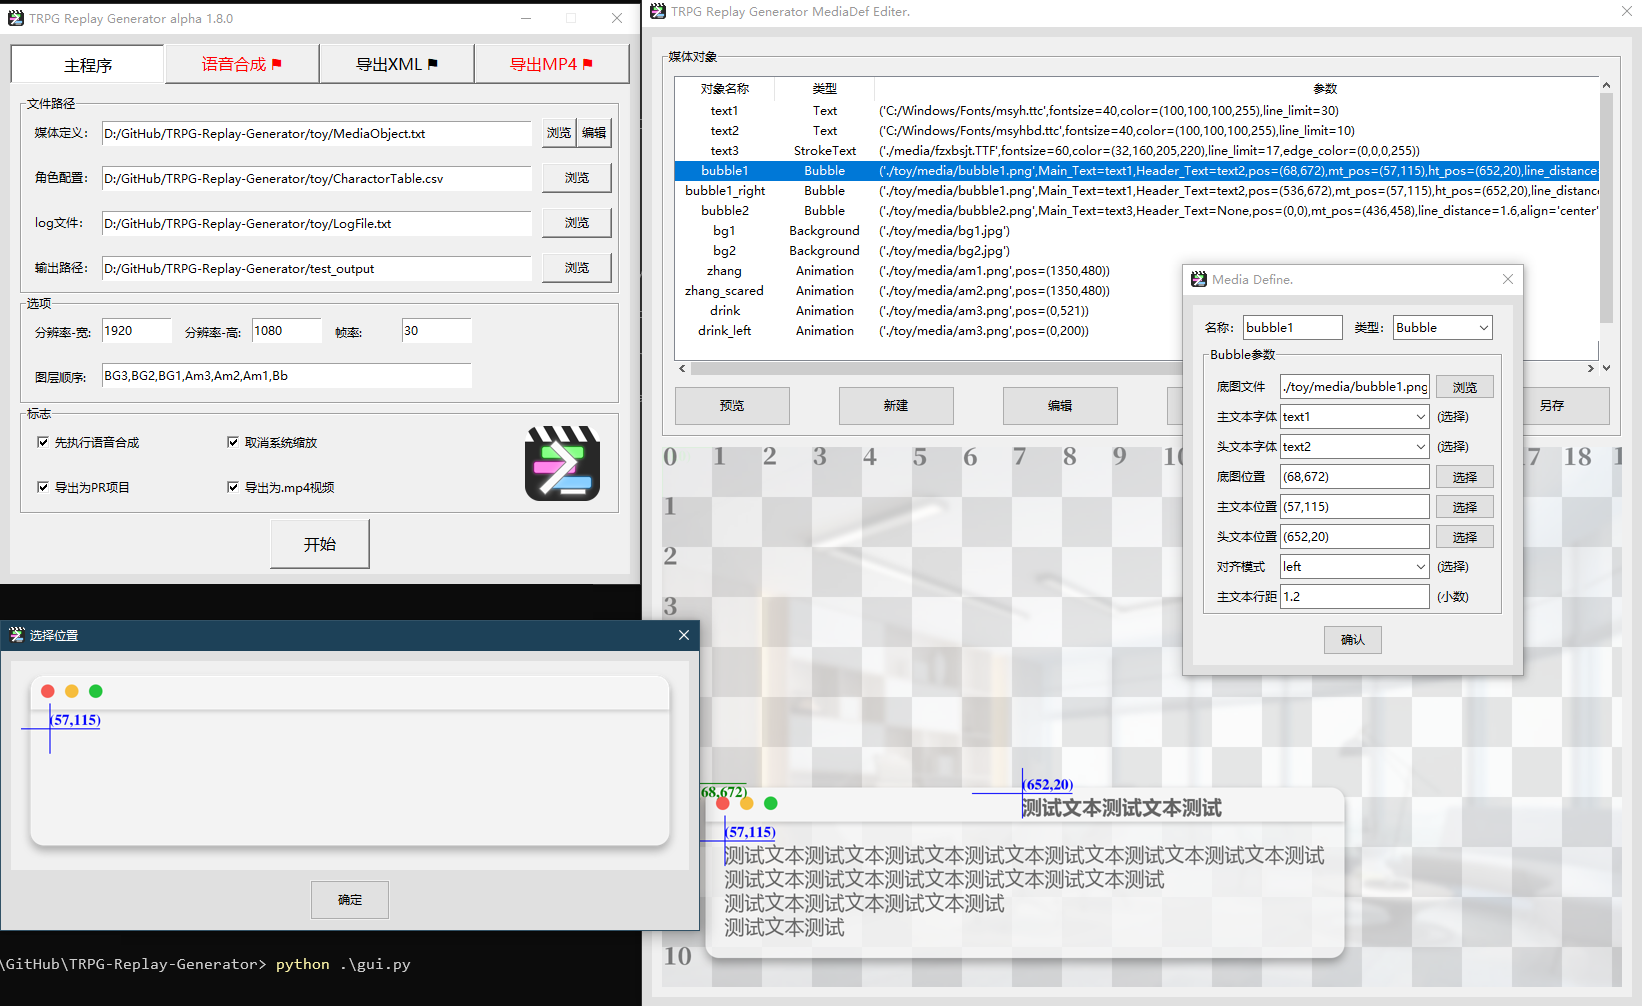 TRPG Replay Generator alpha 1.8.0
主程序
语音合成
导出XML
导出MP4
文件路径
媒体定义: D:/GitHub/TRPG-Replay-Generator/toy/MediaObject.txt 浏览 编辑
角色配置: D:/GitHub/TRPG-Replay-Generator/toy/CharactorTable.csv 浏览
log文件: D:/GitHub/TRPG-Replay-Generator/toy/LogFile.txt 浏览
输出路径: D:/GitHub/TRPG-Replay-Generator/test_output 浏览
选项
分辨率-宽: 1920 分辨率-高: 1080 帧率: 30
图层顺序: BG3,BG2,BG1,Am3,Am2,Am1,Bb
标志
先执行语音合成 取消系统缩放
导出为PR项目 导出为.mp4视频
开始
TRPG Replay Generator MediaDef Editer.
媒体对象
对象名称 类型 参数
text1 Text ('C:/Windows/Fonts/msyh.ttc',fontsize=40,color=(100,100,100,255),line_limit=30)
text2 Text ('C:/Windows/Fonts/msyhbd.ttc',fontsize=40,color=(100,100,100,255),line_limit=10)
text3 StrokeText ('./media/fzxbsjt.TTF',fontsize=60,color=(32,160,205,220),line_limit=17,edge_color=(0,0,0,255))
bubble1 Bubble ('./toy/media/bubble1.png',Main_Text=text1,Header_Text=text2,pos=(68,672),mt_pos=(57,115),ht_pos=(652,20),line_distance=
bubble1_right Bubble ('./toy/media/bubble1.png',Main_Text=text1,Header_Text=text2,pos=(536,672),mt_pos=(57,115),ht_pos=(652,20),line_distance
bubble2 Bubble ('./toy/media/bubble2.png',Main_Text=text3,Header_Text=None,pos=(0,0),mt_pos=(436,458),line_distance=1.6,align='center'
bg1 Background ('./toy/media/bg1.jpg')
bg2 Background ('./toy/media/bg2.jpg')
zhang Animation ('./toy/media/am1.png',pos=(1350,480))
zhang_scared Animation ('./toy/media/am2.png',pos=(1350,480))
drink Animation ('./toy/media/am3.png',pos=(0,521))
drink_left Animation ('./toy/media/am3.png',pos=(0,200))
预览 新建 编辑 另存
Media Define.
名称: bubble1 类型: Bubble
Bubble参数
底图文件 ./toy/media/bubble1.png 浏览
主文本字体 text1 (选择)
头文本字体 text2 (选择)
底图位置 (68,672) 选择
主文本位置 (57,115) 选择
头文本位置 (652,20) 选择
对齐模式 left (选择)
主文本行距 1.2 (小数)
确认
0 1 2 3 4 5 6 7 8 9 10 17 18 1
1
2
3
10
(652,20)
68,672)
测试文本测试文本测试
(57,115)
测试文本测试文本测试文本测试文本测试文本测试文本测试文本测试
测试文本测试文本测试文本测试文本测试文本测试
测试文本测试文本测试文本测试
测试文本测试
选择位置
(57,115)
确定
\GitHub\TRPG-Replay-Generator> python .\gui.py